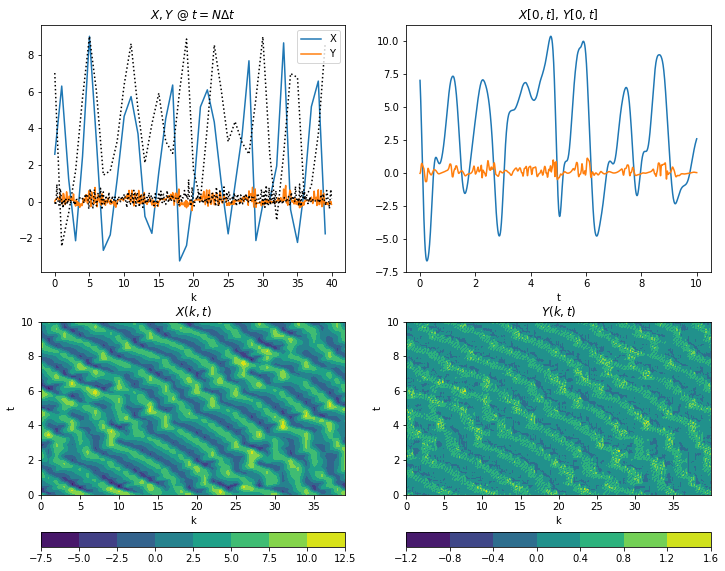 X, Y @ t = NΔt
X[0, t], Y[0, t]
X
Y
8
6
4
2
0
−2
0 5 10 15 20 25 30 35 40
k
10.0
7.5
5.0
2.5
0.0
−2.5
−5.0
−7.5
0 2 4 6 8 10
t
X(k, t)
Y(k, t)
10
8
6
4
2
0
t
0 5 10 15 20 25 30 35
k
10
8
6
4
2
0
t
0 5 10 15 20 25 30 35
k
−7.5 −5.0 −2.5 0.0 2.5 5.0 7.5 10.0 12.5
−1.2 −0.8 −0.4 0.0 0.4 0.8 1.2 1.6